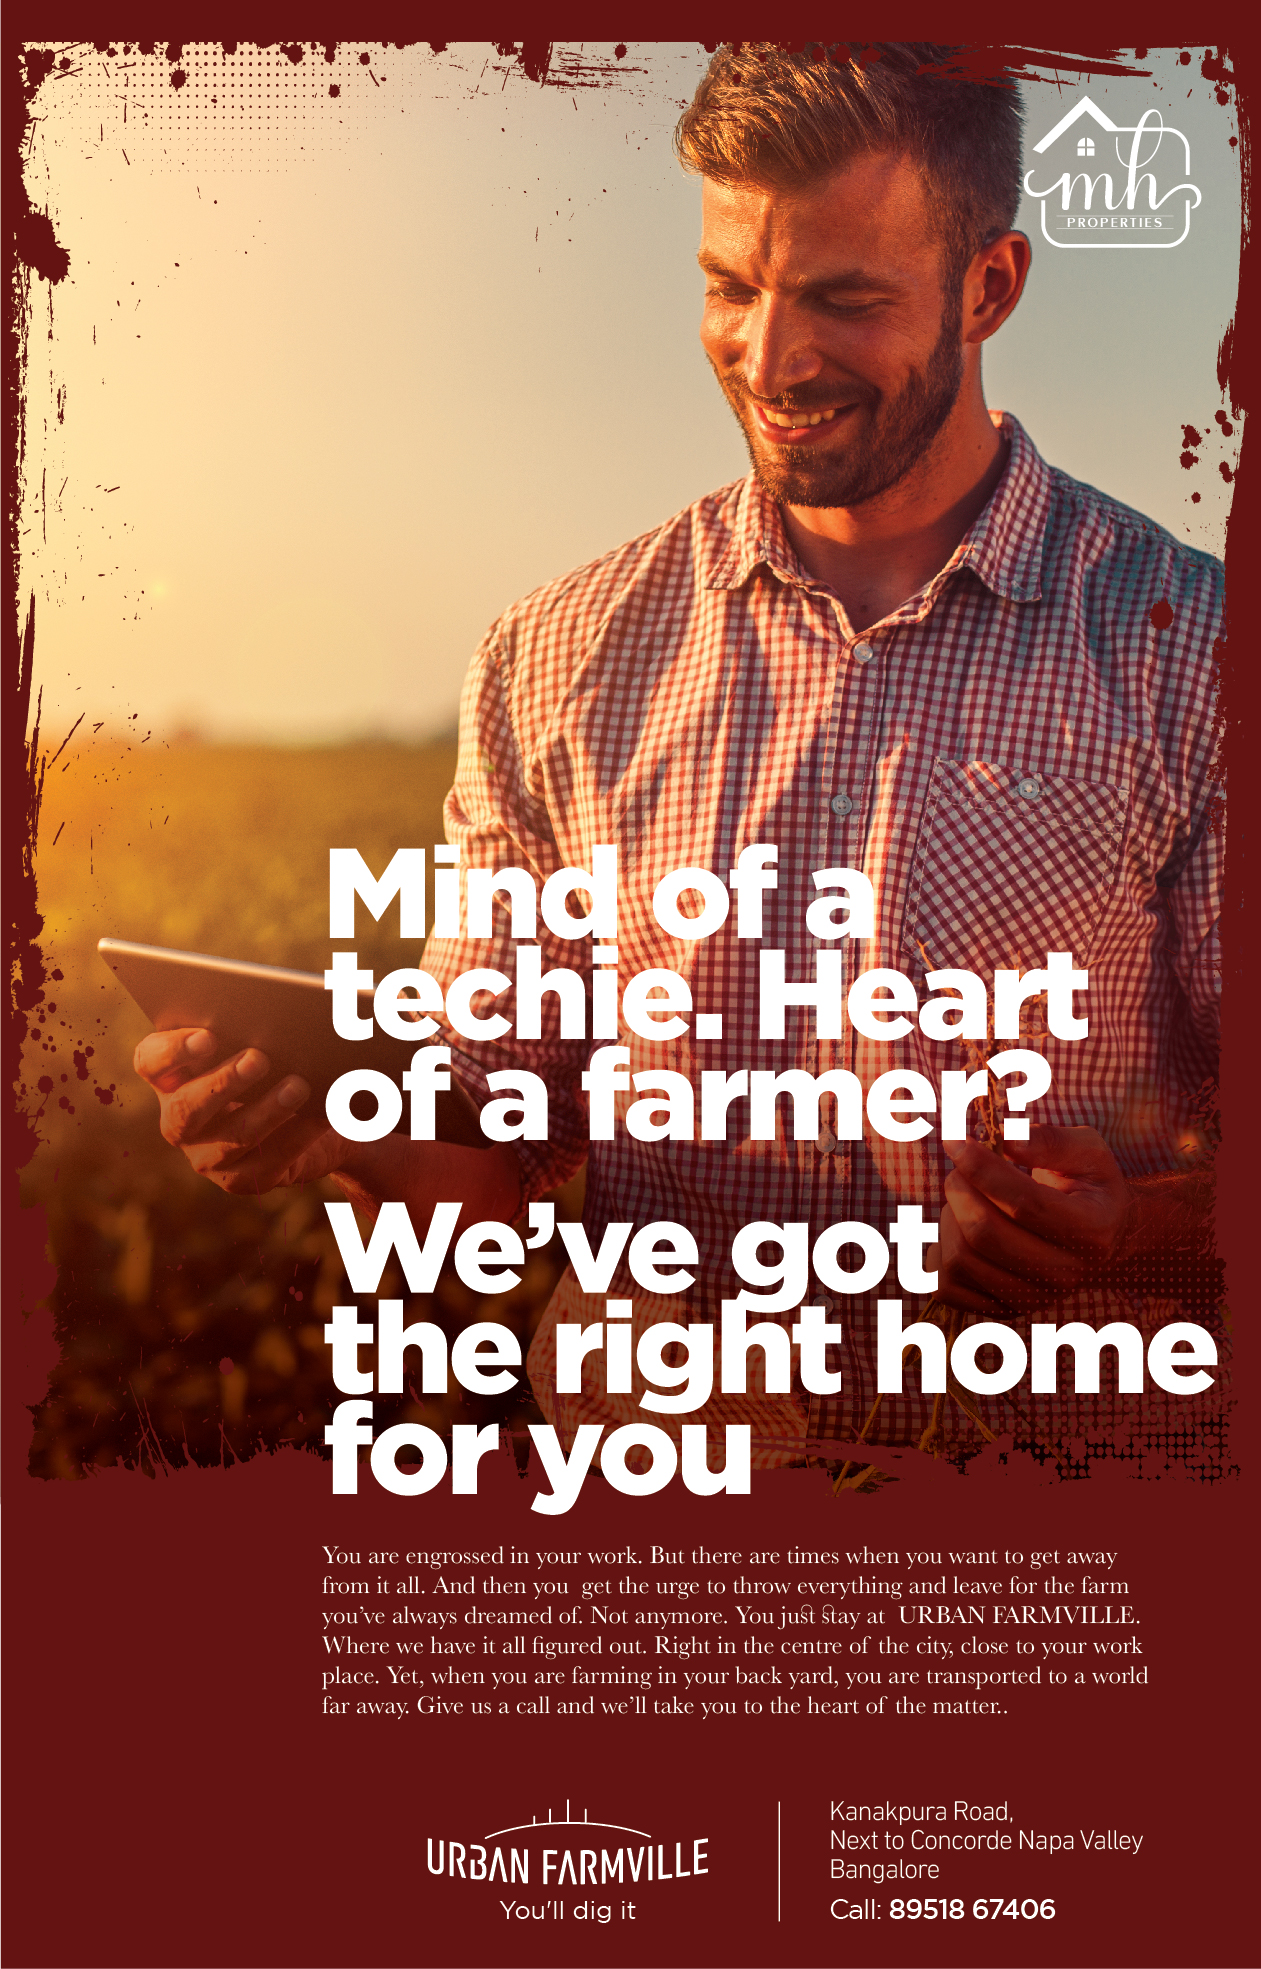 mh
PROPERTIES
Mind of a
techie. Heart
of a farmer?
We’ve got
the right home
for you
You are engrossed in your work. But there are times when you want to get away
from it all. And then you get the urge to throw everything and leave for the farm
you’ve always dreamed of. Not anymore. You just stay at URBAN FARMVILLE.
Where we have it all figured out. Right in the centre of the city, close to your work
place. Yet, when you are farming in your back yard, you are transported to a world
far away. Give us a call and we’ll take you to the heart of the matter..
URBAN FARMVILLE
You'll dig it
Kanakpura Road,
Next to Concorde Napa Valley
Bangalore
Call: 89518 67406